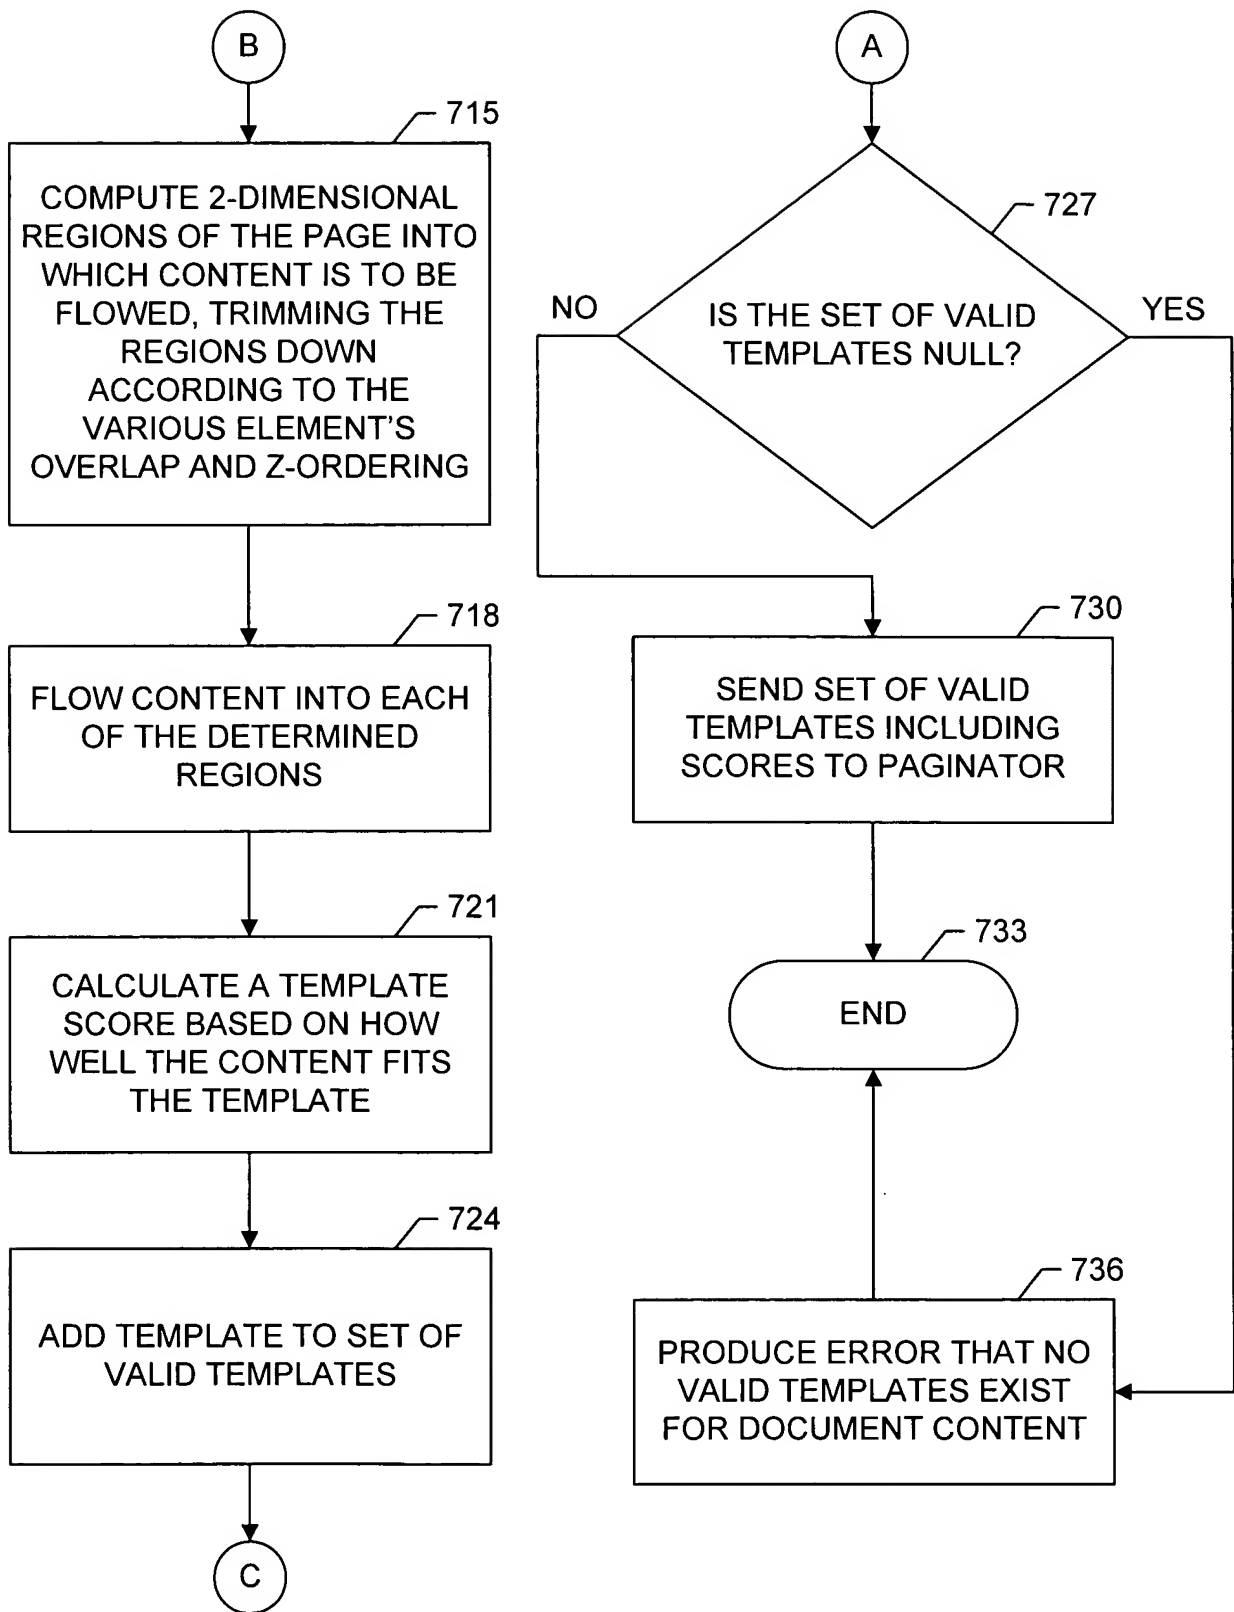 B
715
COMPUTE 2-DIMENSIONAL
REGIONS OF THE PAGE INTO
WHICH CONTENT IS TO BE
FLOWED, TRIMMING THE
REGIONS DOWN
ACCORDING TO THE
VARIOUS ELEMENT'S
OVERLAP AND Z-ORDERING
718
FLOW CONTENT INTO EACH
OF THE DETERMINED
REGIONS
721
CALCULATE A TEMPLATE
SCORE BASED ON HOW
WELL THE CONTENT FITS
THE TEMPLATE
724
ADD TEMPLATE TO SET OF
VALID TEMPLATES
C
A
727
IS THE SET OF VALID
TEMPLATES NULL?
NO
YES
730
SEND SET OF VALID
TEMPLATES INCLUDING
SCORES TO PAGINATOR
733
END
736
PRODUCE ERROR THAT NO
VALID TEMPLATES EXIST
FOR DOCUMENT CONTENT